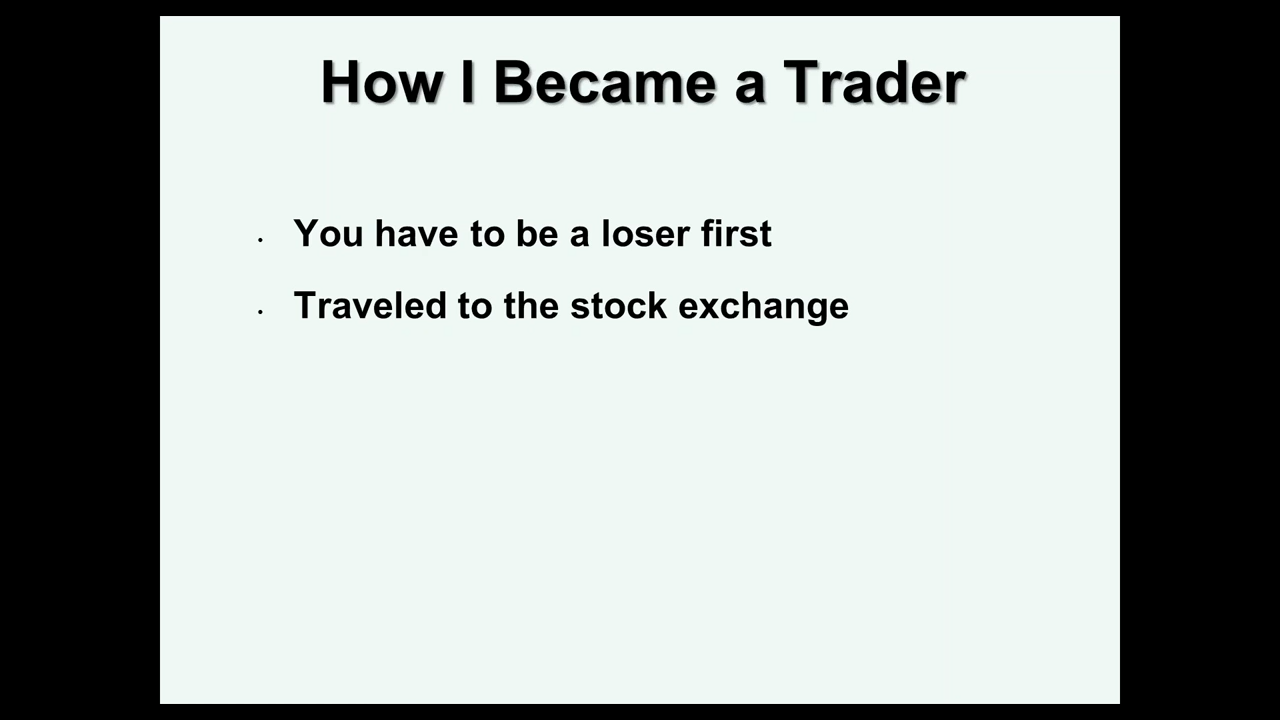 How I Became a Trader
· You have to be a loser first
· Traveled to the stock exchange